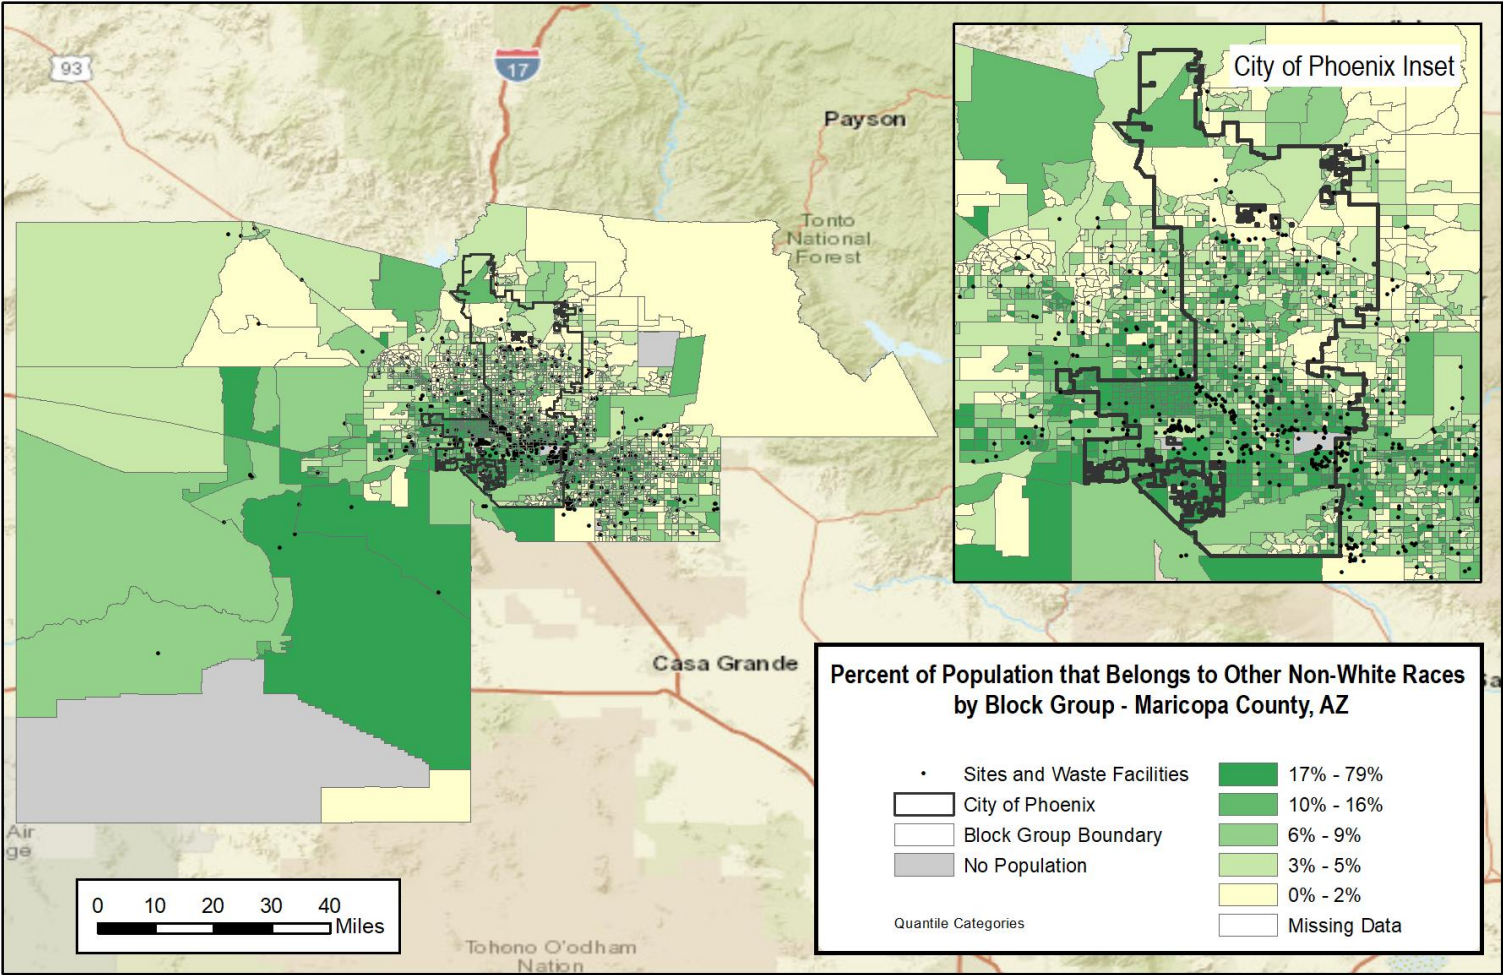 93
17
Payson
Tonto
National
Forest
City of Phoenix Inset
Casa Grande
Air
ge
Tohono O'odham
Nation
0 10 20 30 40
Miles
Percent of Population that Belongs to Other Non-White Races
by Block Group - Maricopa County, AZ
Sites and Waste Facilities
City of Phoenix
Block Group Boundary
No Population
Quantile Categories
17% - 79%
10% - 16%
6% - 9%
3% - 5%
0% - 2%
Missing Data